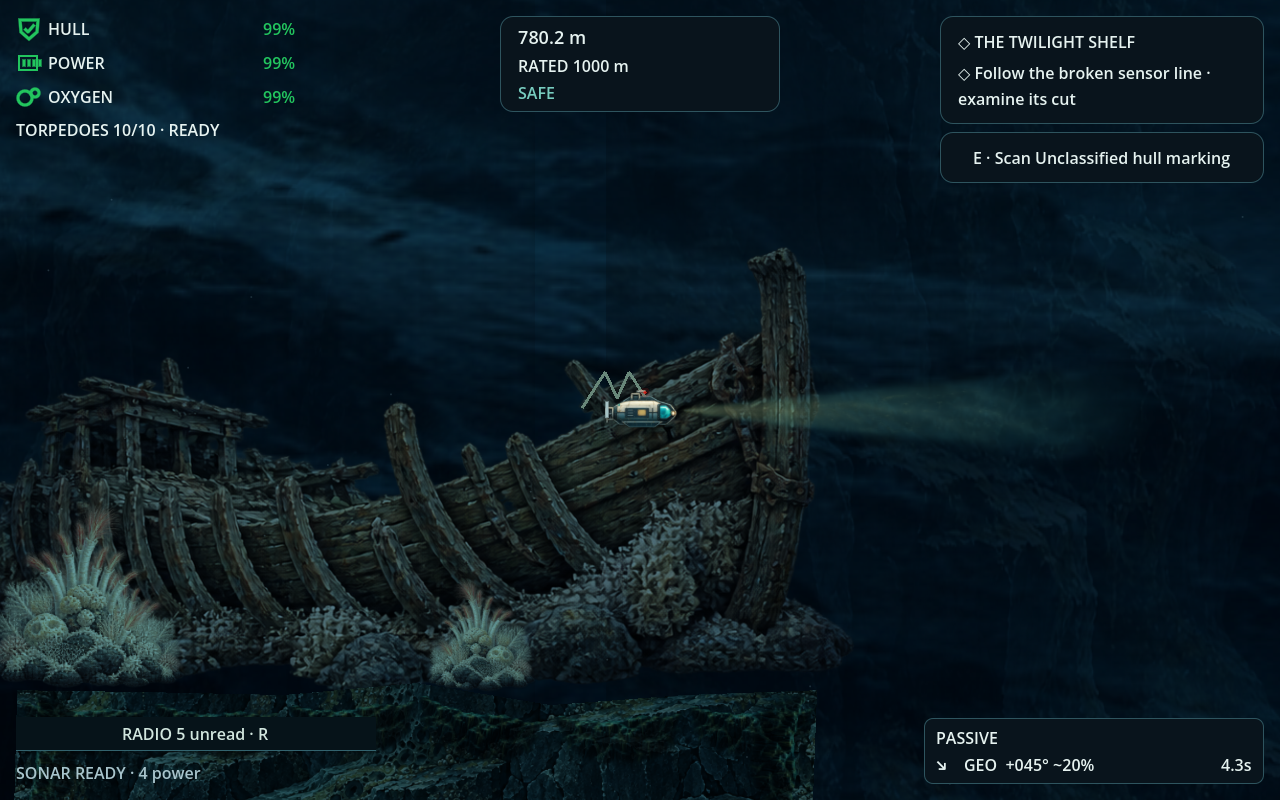 HULL 99%
POWER 99%
OXYGEN 99%
TORPEDOES 10/10 · READY
780.2 m
RATED 1000 m
SAFE
◇ THE TWILIGHT SHELF
◇ Follow the broken sensor line ·
examine its cut
E · Scan Unclassified hull marking
RADIO 5 unread · R
SONAR READY · 4 power
PASSIVE
↘ GEO +045° ~20% 4.3s